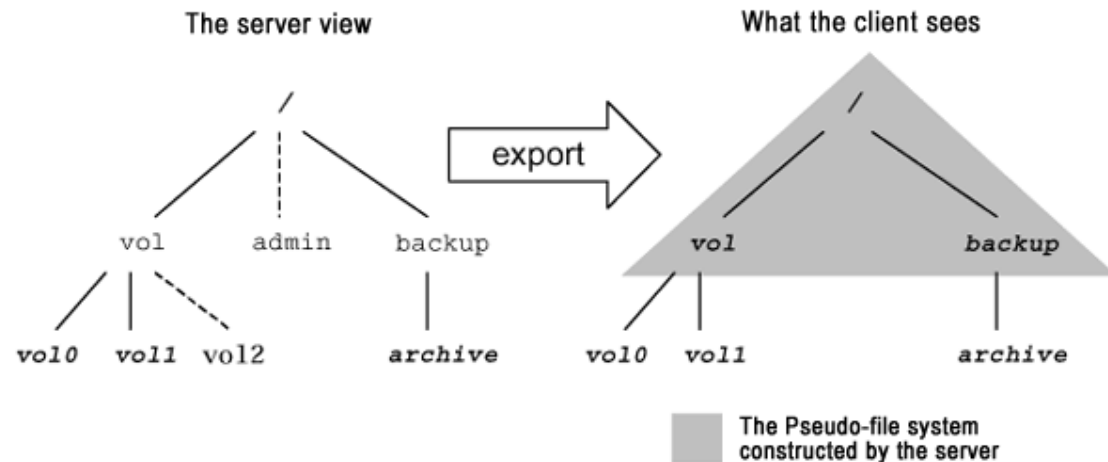 The server view
What the client sees
/
/
export
vol
admin
backup
vol
backup
vol0
vol1
vol2
archive
vol0
vol1
archive
The Pseudo-file system
constructed by the server